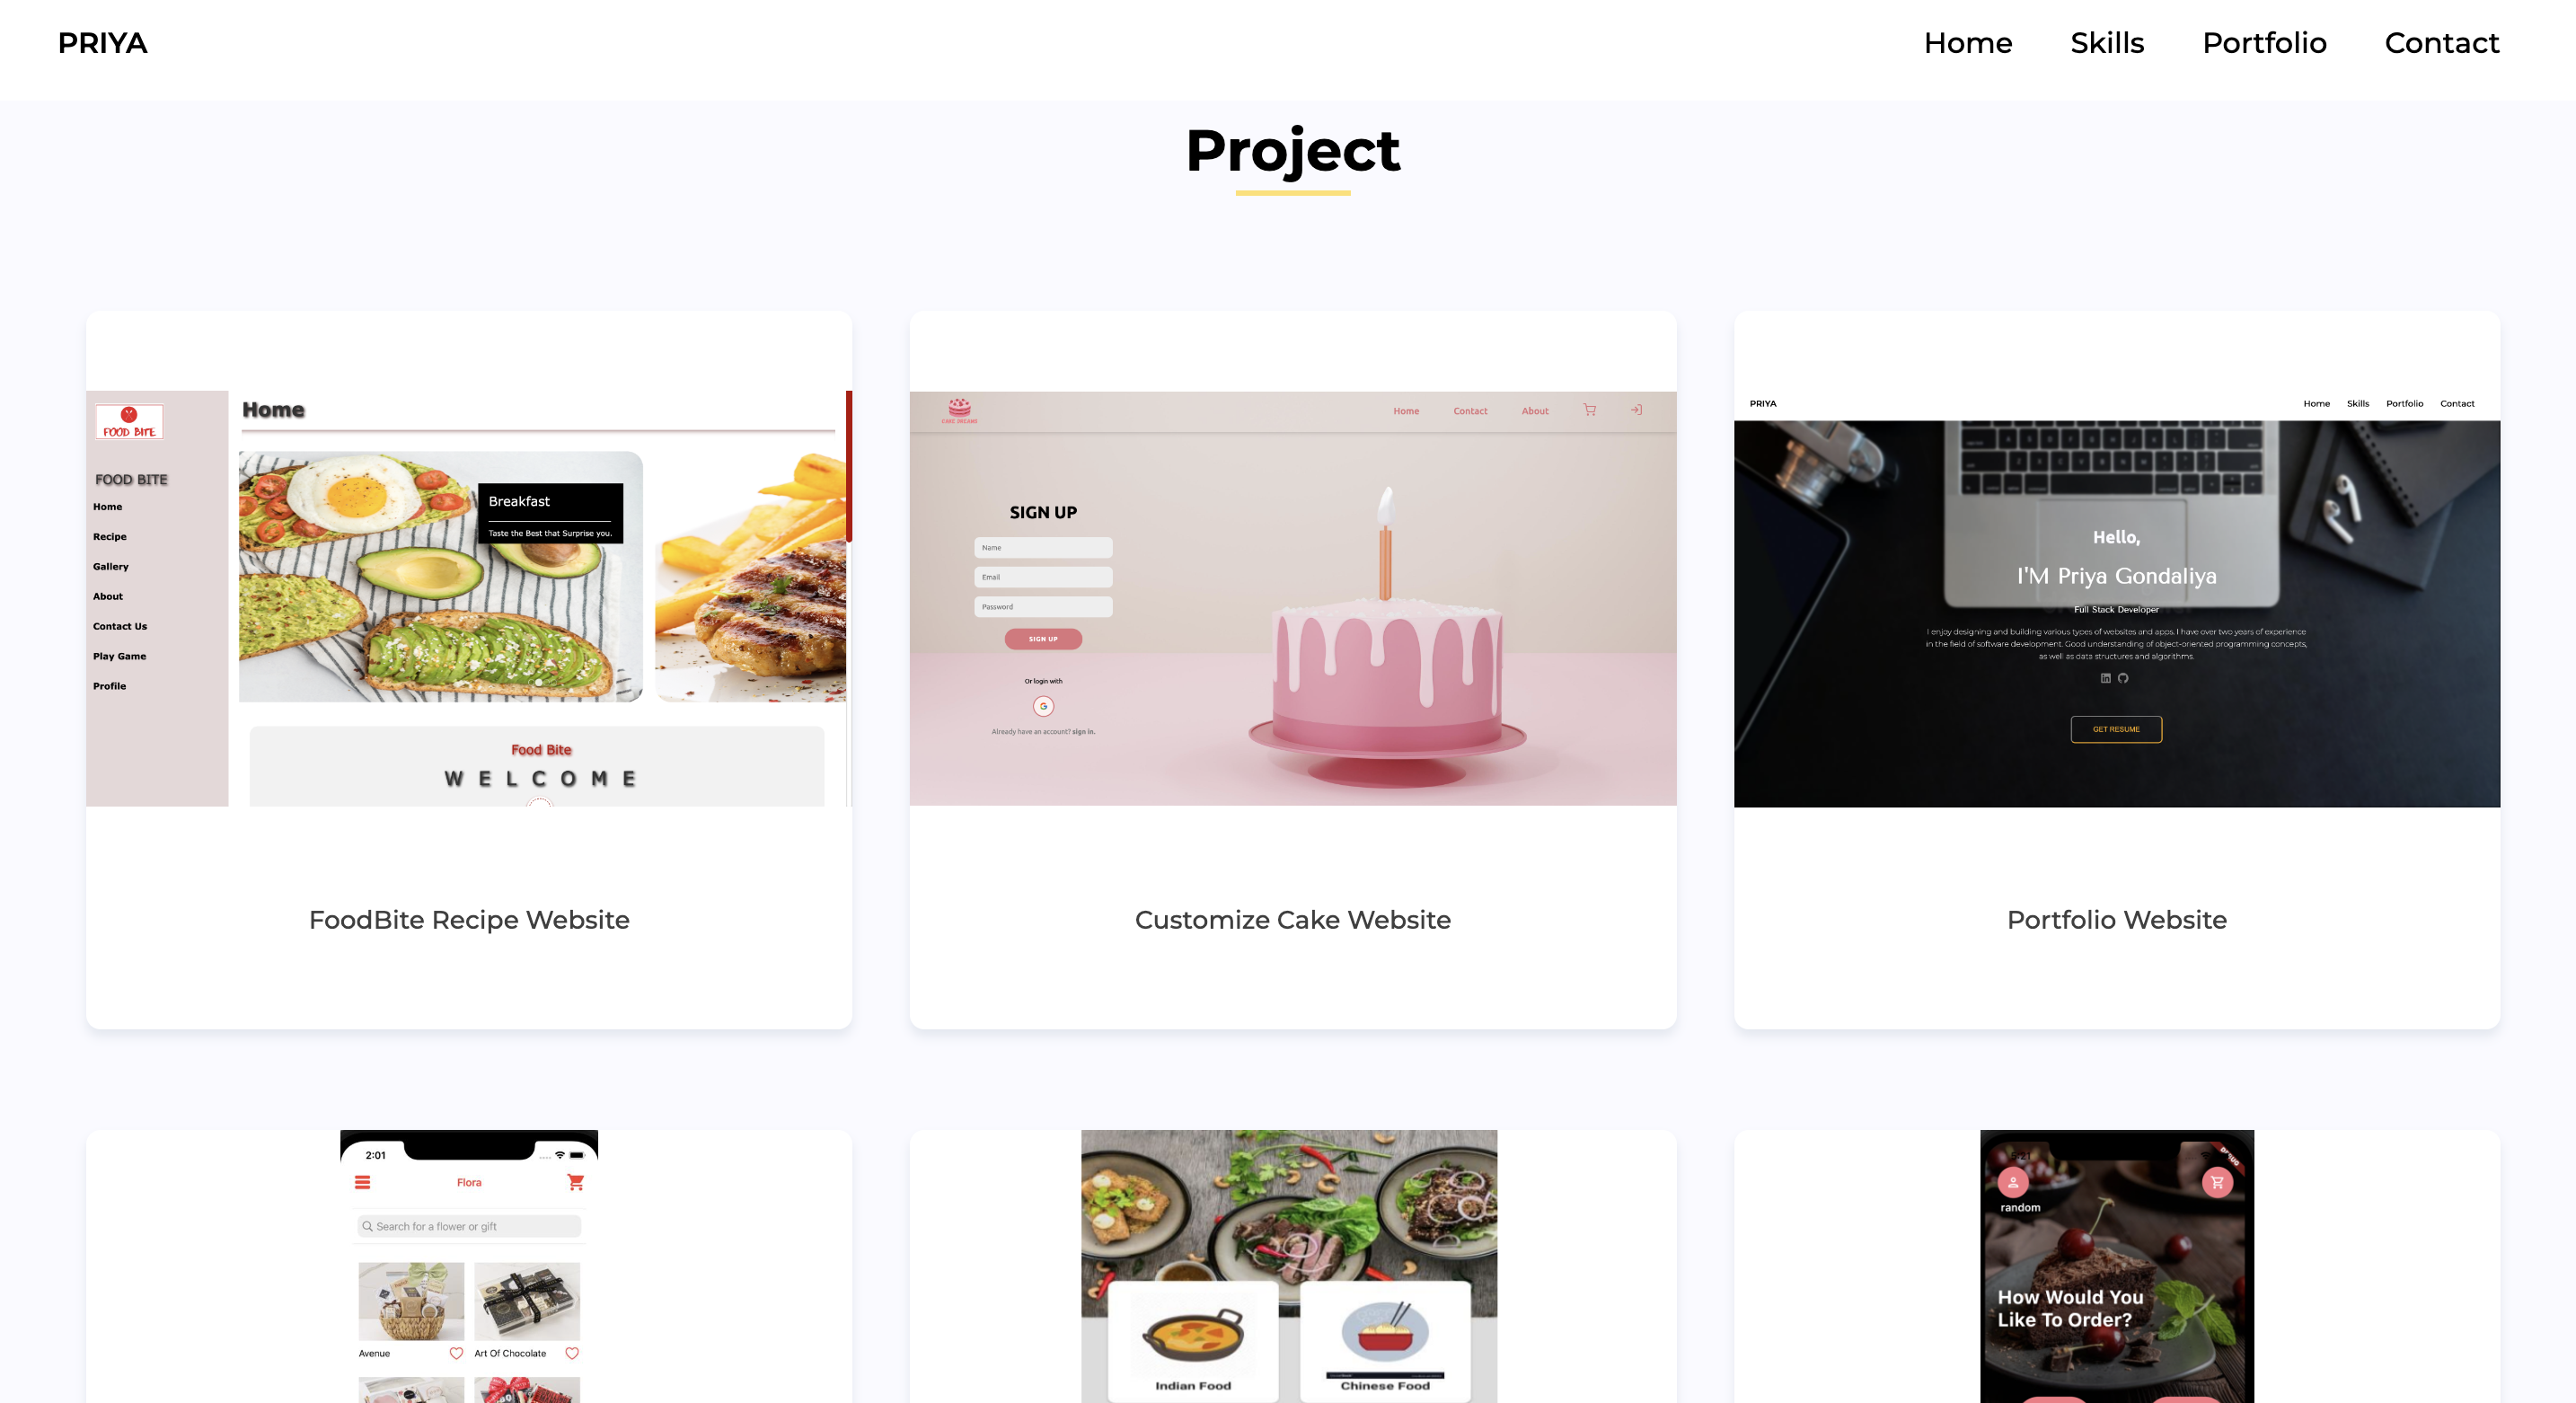 PRIYA
Home Skills Portfolio Contact
Project
FOOD BITE
FOOD BITE
Home
Recipe
Gallery
About
Contact Us
Play Game
Profile
Home
Breakfast
Taste the Best that Surprise you.
Food Bite
WELCOME
FoodBite Recipe Website
CAKE DREAMS
Home Contact About
SIGN UP
Name
Email
Password
SIGN UP
Or login with
G
Already have an account? sign in.
Customize Cake Website
PRIYA
Home Skills Portfolio Contact
Hello,
I'M Priya Gondaliya
Full Stack Developer
I enjoy designing and building various types of websites and apps. I have over two years of experience
in the field of software development. Good understanding of object-oriented programming concepts,
as well as data structures and algorithms.
GET RESUME
Portfolio Website
2:01
Flora
Search for a flower or gift
Avenue
Art Of Chocolate
Indian Food
Chinese Food
random
How Would You
Like To Order?